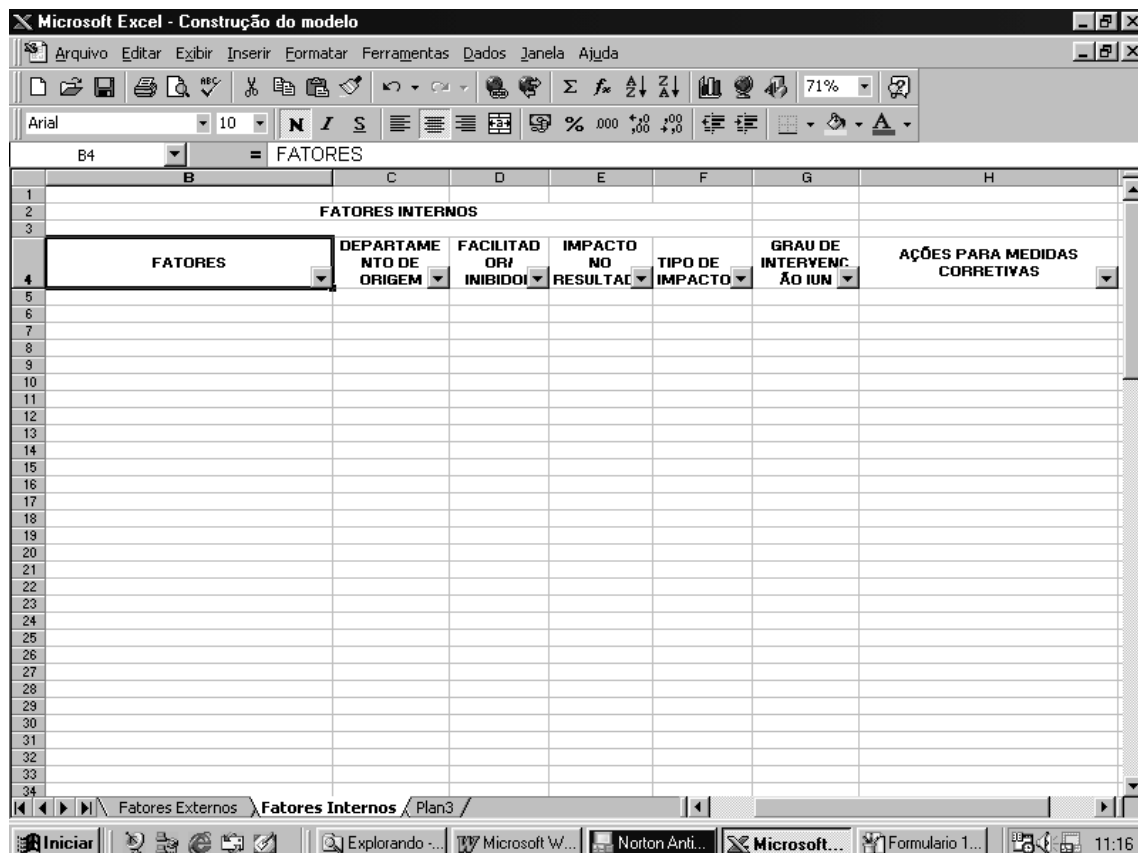 Microsoft Excel - Construção do modelo
Arquivo Editar Exibir Inserir Formatar Ferramentas Dados Janela Ajuda
71%
Arial 10 N I S
B4 = FATORES
B C D E F G H
1
2 FATORES INTERNOS
3
4 FATORES
DEPARTAME
NTO DE
ORIGEM
FACILITAD
OR/
INIBIDOI
IMPACTO
NO
RESULTAD
TIPO DE
IMPACTO
GRAU DE
INTERVENÇ
ÃO IUN
AÇÕES PARA MEDIDAS
CORRETIVAS
5
6
7
8
9
10
11
12
13
14
15
16
17
18
19
20
21
22
23
24
25
26
27
28
29
30
31
32
33
34
Fatores Externos Fatores Internos Plan3
Iniciar Explorando -... Microsoft W... Norton Anti... Microsoft... Formulario 1... 11:16